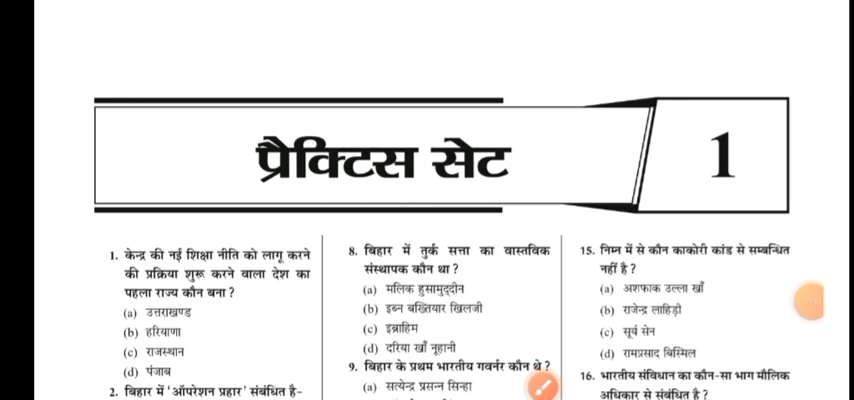 प्रैक्टिस सेट
1
1. केन्द्र की नई शिक्षा नीति को लागू करने
की प्रक्रिया शुरू करने वाला देश का
पहला राज्य कौन बना ?
(a) उत्तराखण्ड
(b) हरियाणा
(c) राजस्थान
(d) पंजाब
2. बिहार में 'ऑपरेशन प्रहार' संबंधित है-
8. बिहार में तुर्क सत्ता का वास्तविक
संस्थापक कौन था ?
(a) मलिक हुसामुद्दीन
(b) इब्न बख्तियार खिलजी
(c) इब्राहिम
(d) दरिया खाँ नूहानी
9. बिहार के प्रथम भारतीय गवर्नर कौन थे ?
(a) सत्येन्द्र प्रसन्न सिन्हा
15. निम्न में से कौन काकोरी कांड से सम्बन्धित
नहीं है ?
(a) अशफाक उल्ला खाँ
(b) राजेन्द्र लाहिड़ी
(c) सूर्य सेन
(d) रामप्रसाद बिस्मिल
16. भारतीय संविधान का कौन-सा भाग मौलिक
अधिकार से संबंधित है ?